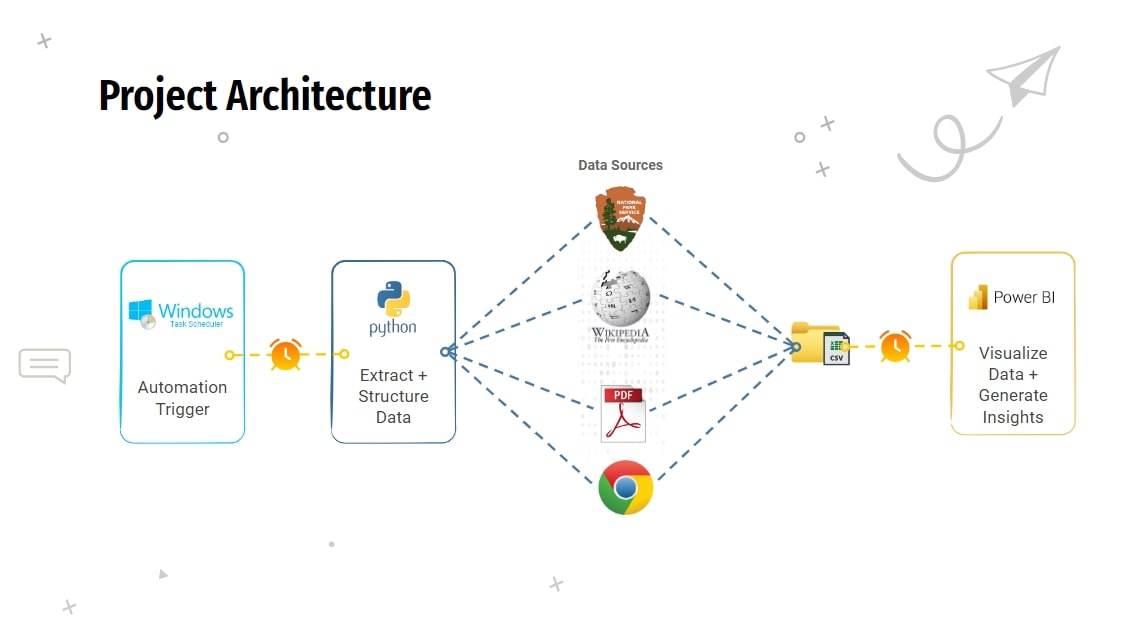 Project Architecture
Data Sources
NATIONAL
PARK
SERVICE
Windows
Task Scheduler
Automation
Trigger
python
Extract +
Structure
Data
WIKIPEDIA
The Free Encyclopedia
PDF
CSV
Power BI
Visualize
Data +
Generate
Insights